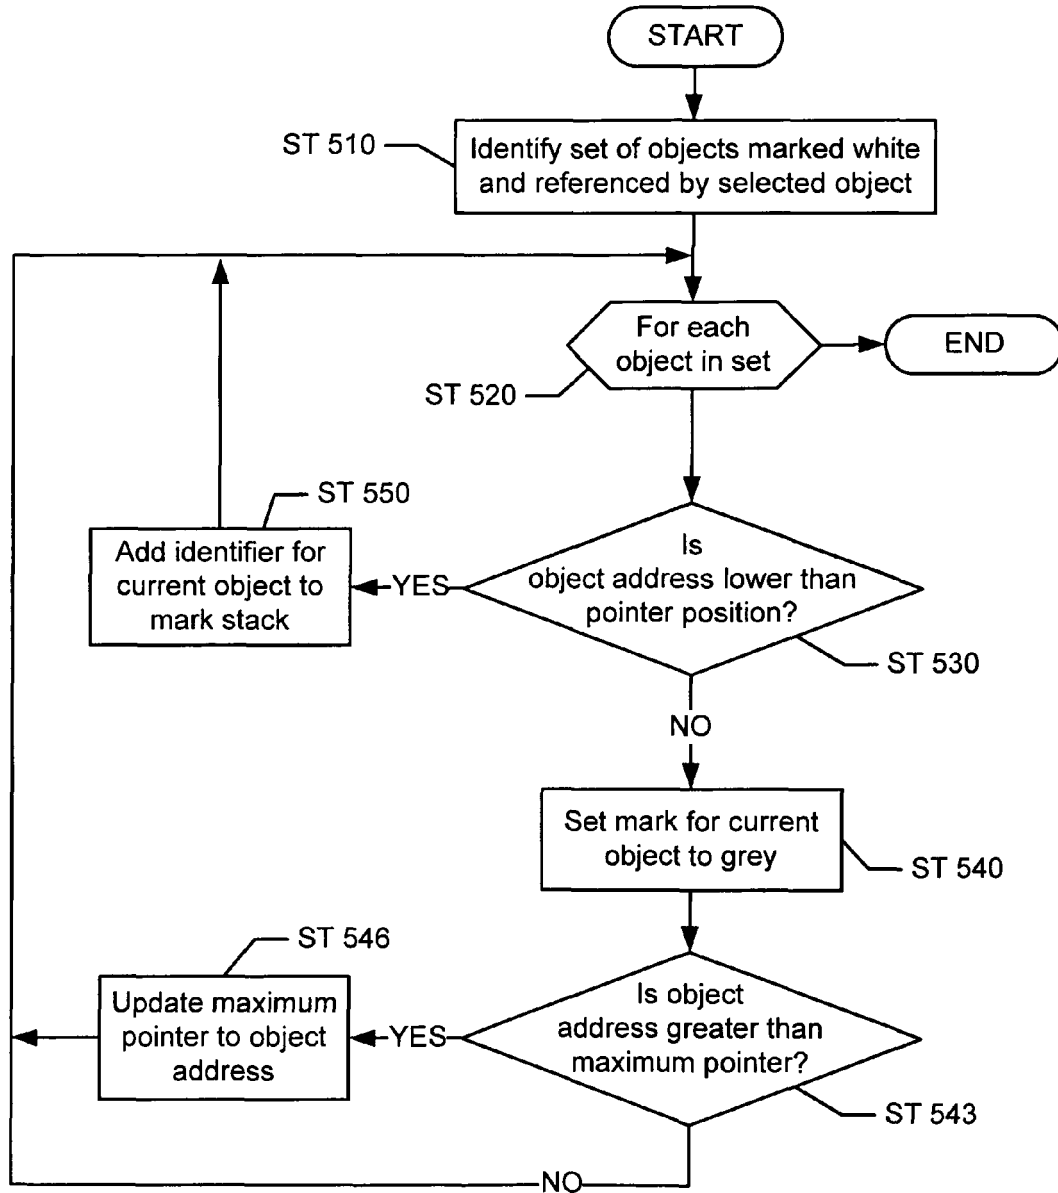 START
ST 510
Identify set of objects marked white
and referenced by selected object
For each
object in set
END
ST 520
ST 550
Add identifier for
current object to
mark stack
YES
Is
object address lower than
pointer position?
ST 530
NO
Set mark for current
object to grey
ST 540
ST 546
Update maximum
pointer to object
address
YES
Is object
address greater than
maximum pointer?
ST 543
NO